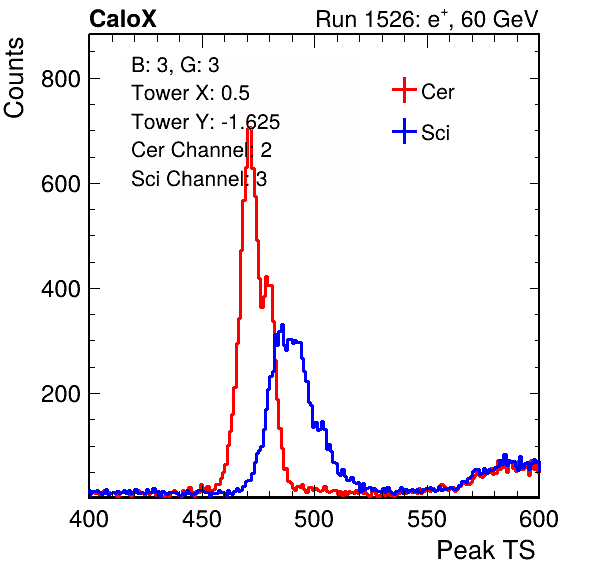 CaloX Run 1526: e⁺, 60 GeV
Counts
B: 3, G: 3
Tower X: 0.5
Tower Y: -1.625
Cer Channel: 2
Sci Channel: 3
Cer
Sci
800
600
400
200
400 450 500 550 600
Peak TS